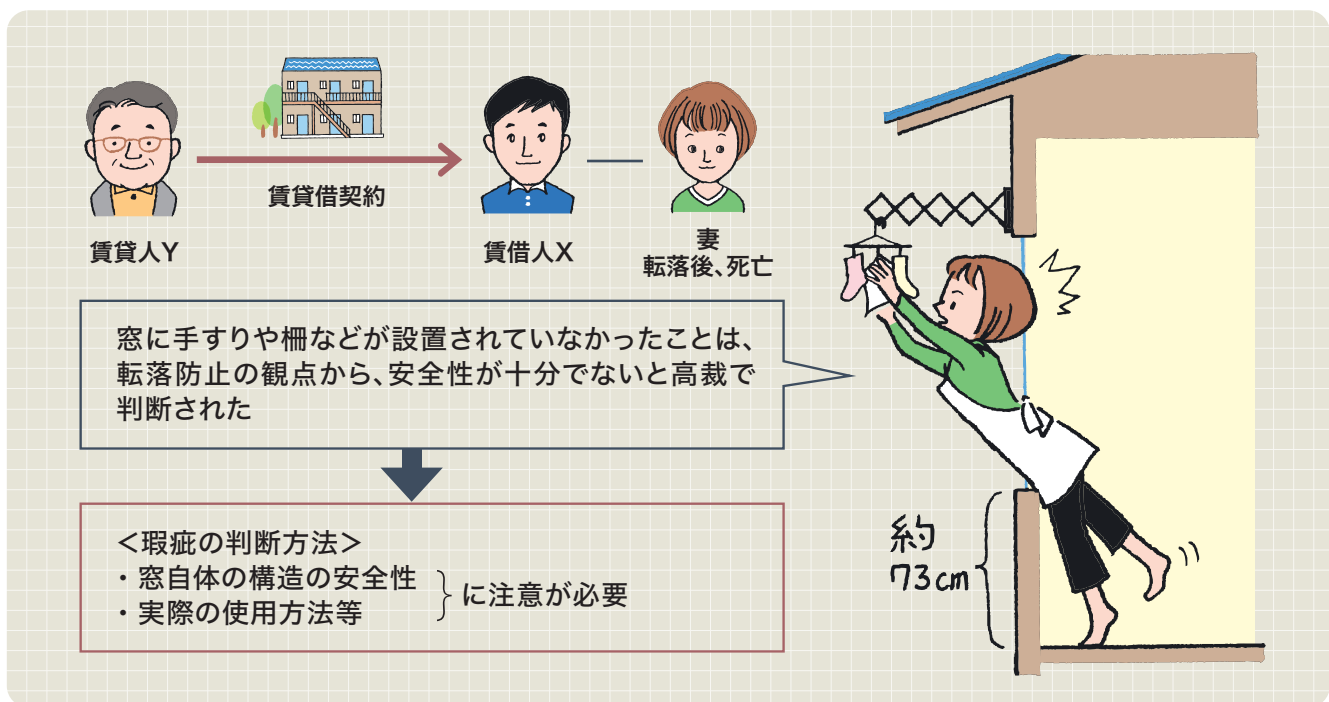 賃貸借契約
賃貸人Y
賃借人X
妻
転落後、死亡
窓に手すりや柵などが設置されていなかったことは、
転落防止の観点から、安全性が十分でないと高裁で
判断された
＜瑕疵の判断方法＞
・窓自体の構造の安全性
・実際の使用方法等
に注意が必要
約
73cm